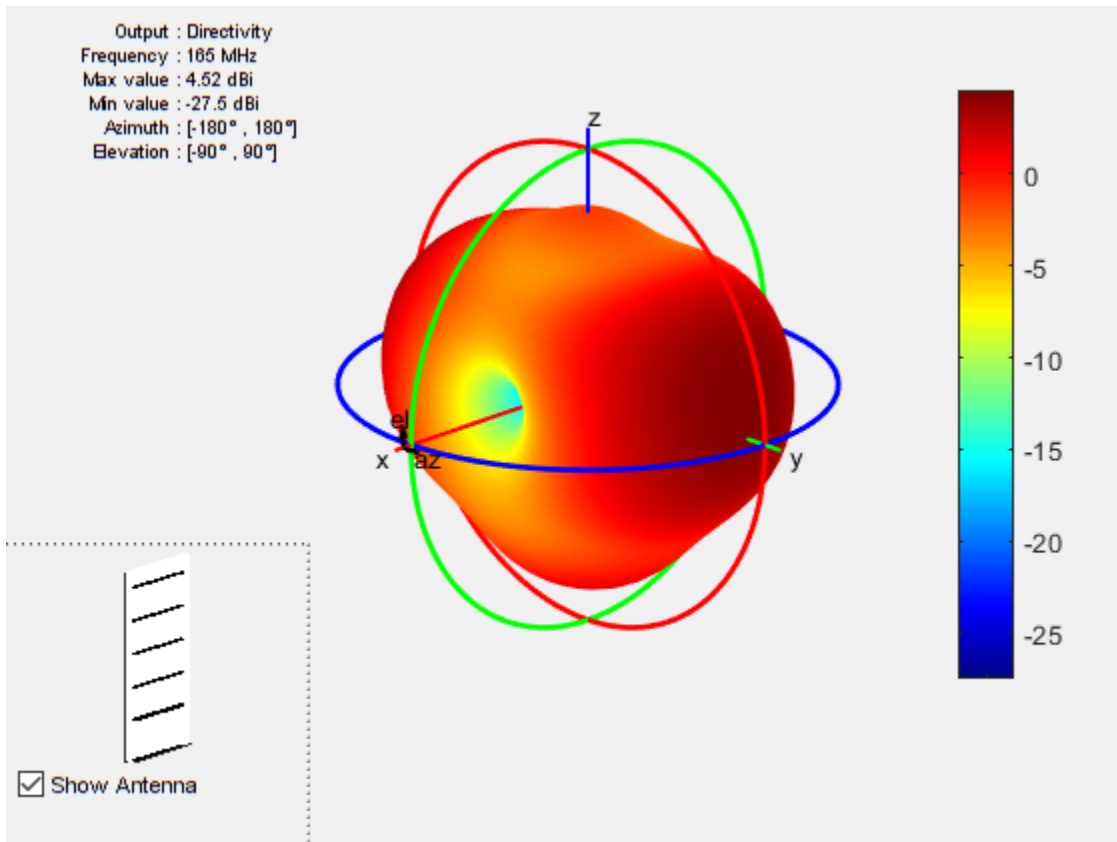 Output : Directivity
Frequency : 165 MHz
Max value : 4.52 dBi
Min value : -27.5 dBi
Azimuth : [-180° , 180°]
Elevation : [-90° , 90°]
z
0
-5
-10
-15
-20
-25
el
x
az
y
Show Antenna